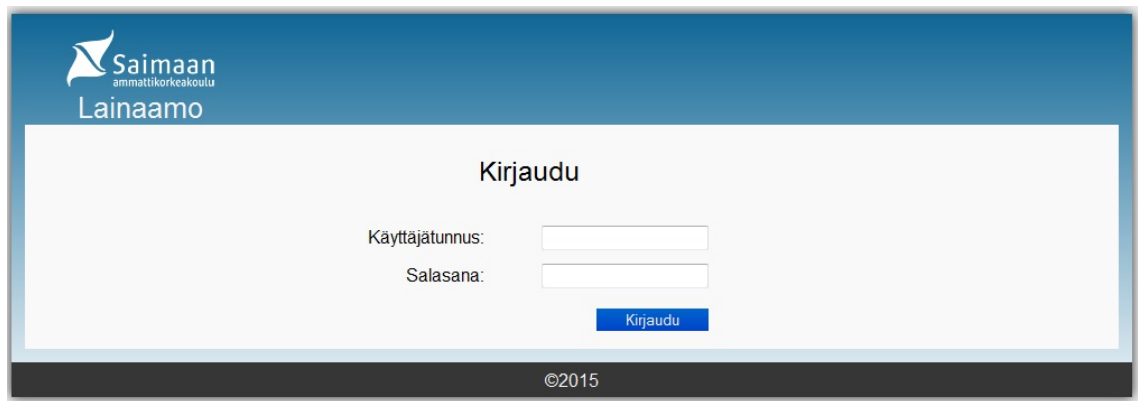 Saimaan
ammattikorkeakoulu
Lainaamo
Kirjaudu
Käyttäjätunnus:
Salasana:
Kirjaudu
©2015